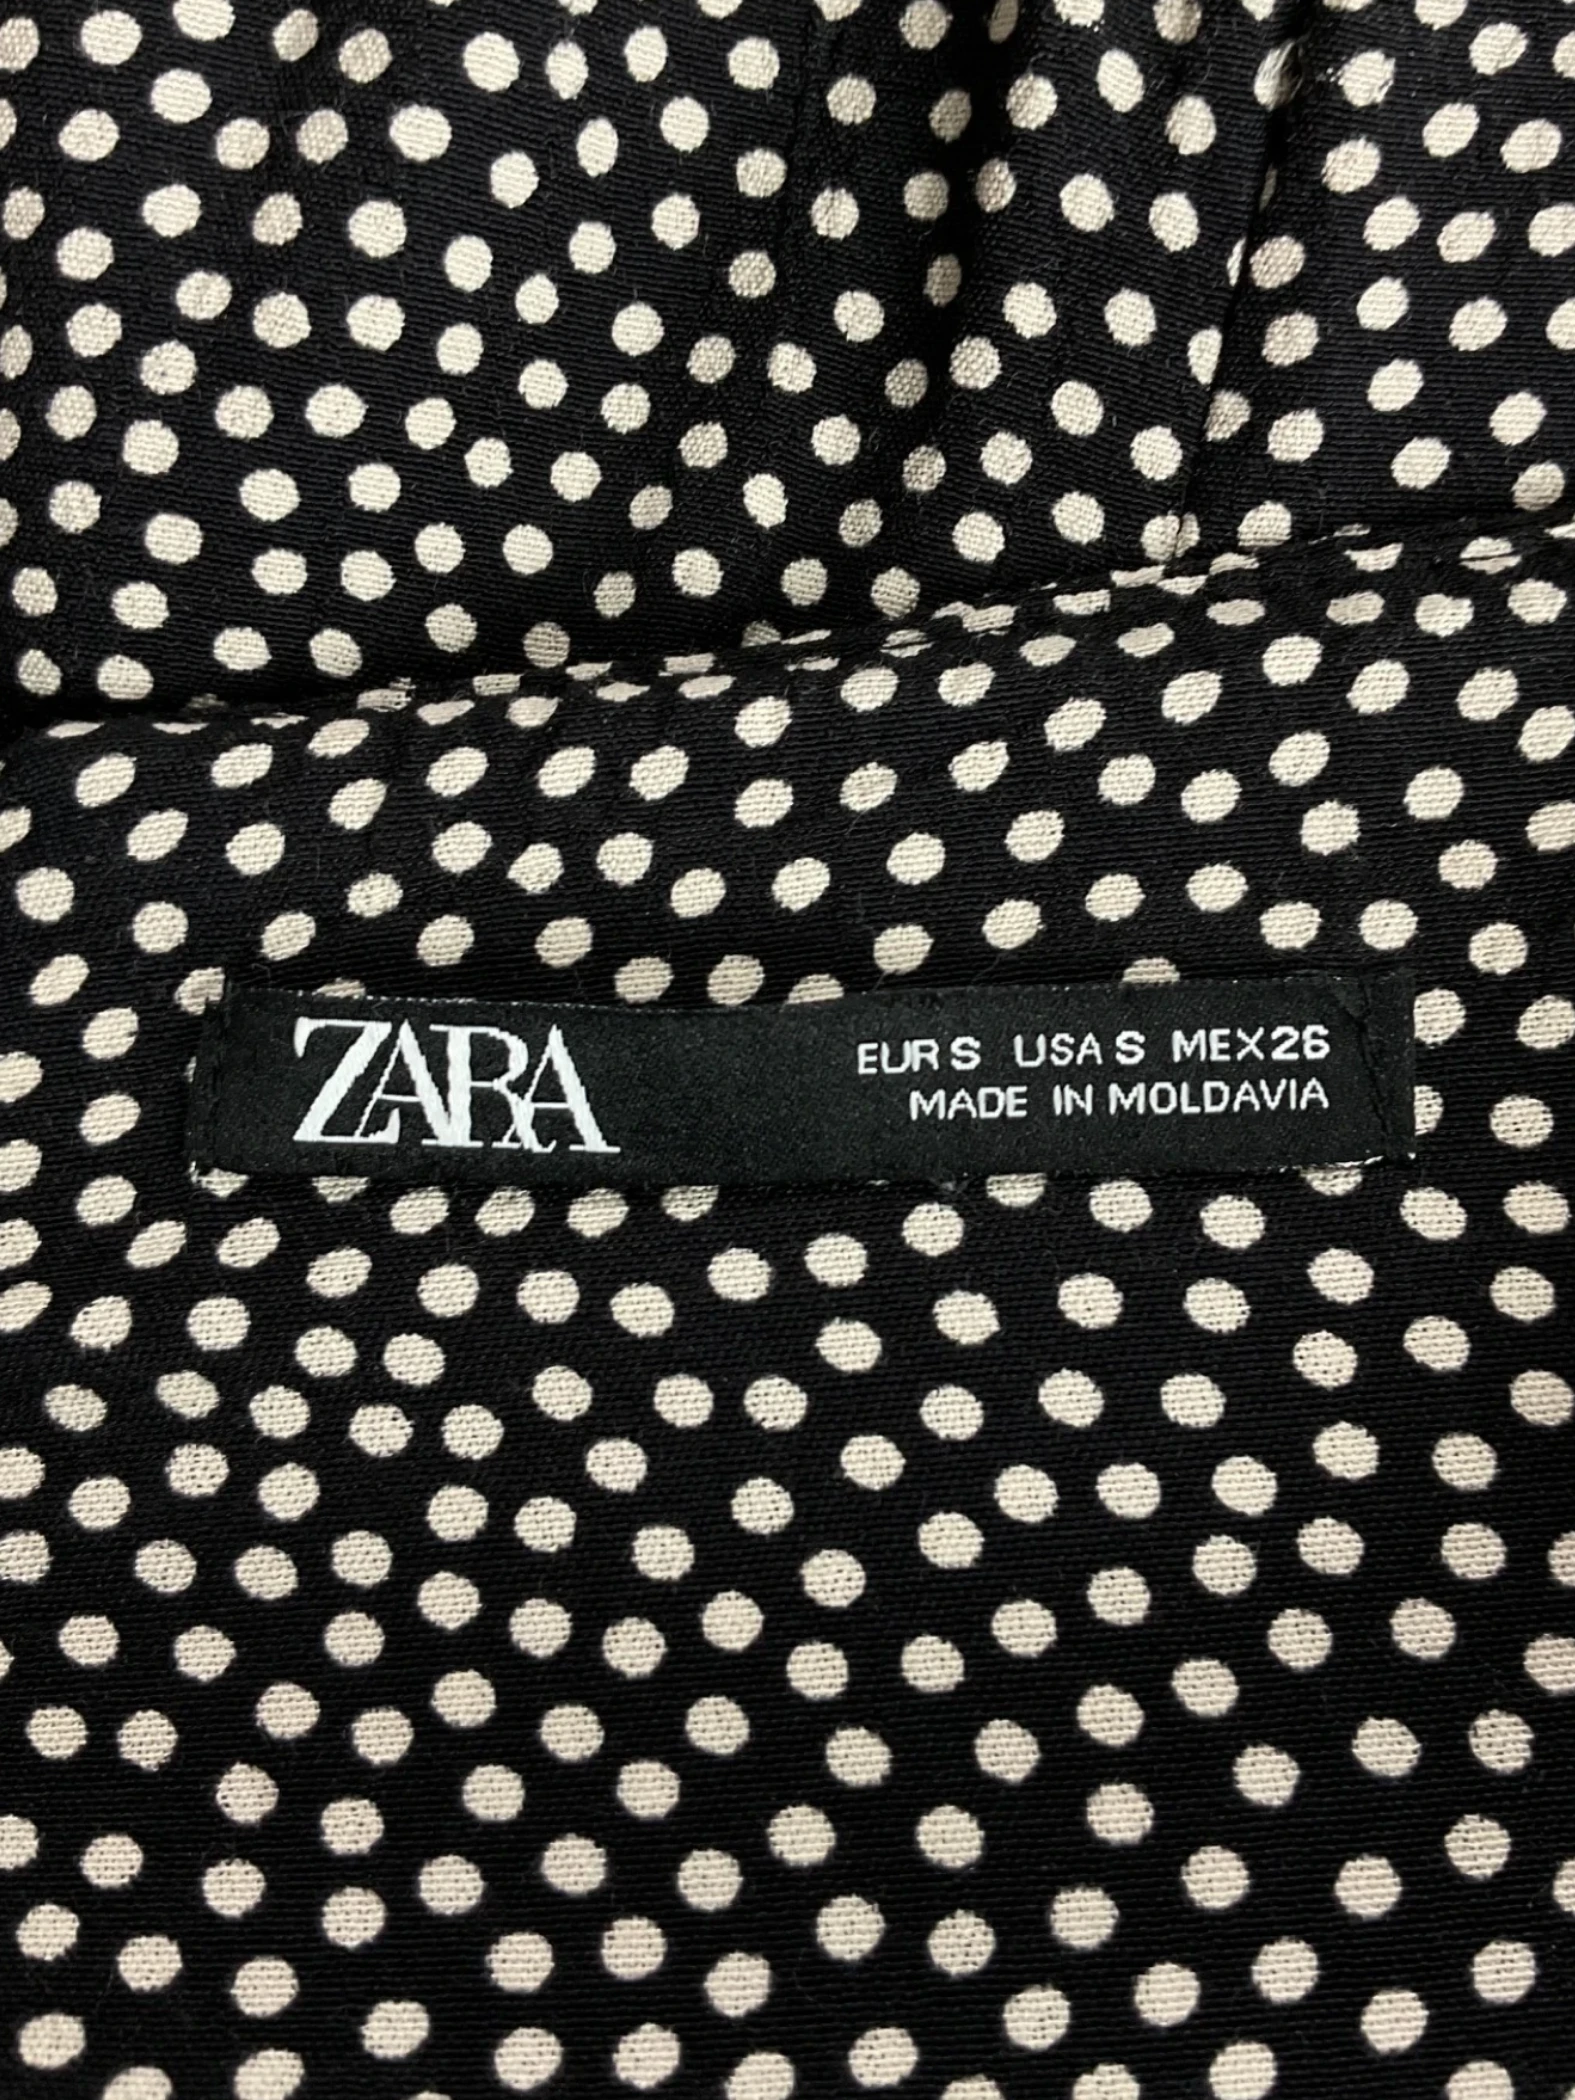 ZARA
EUR S USA S MEX 26
MADE IN MOLDAVIA